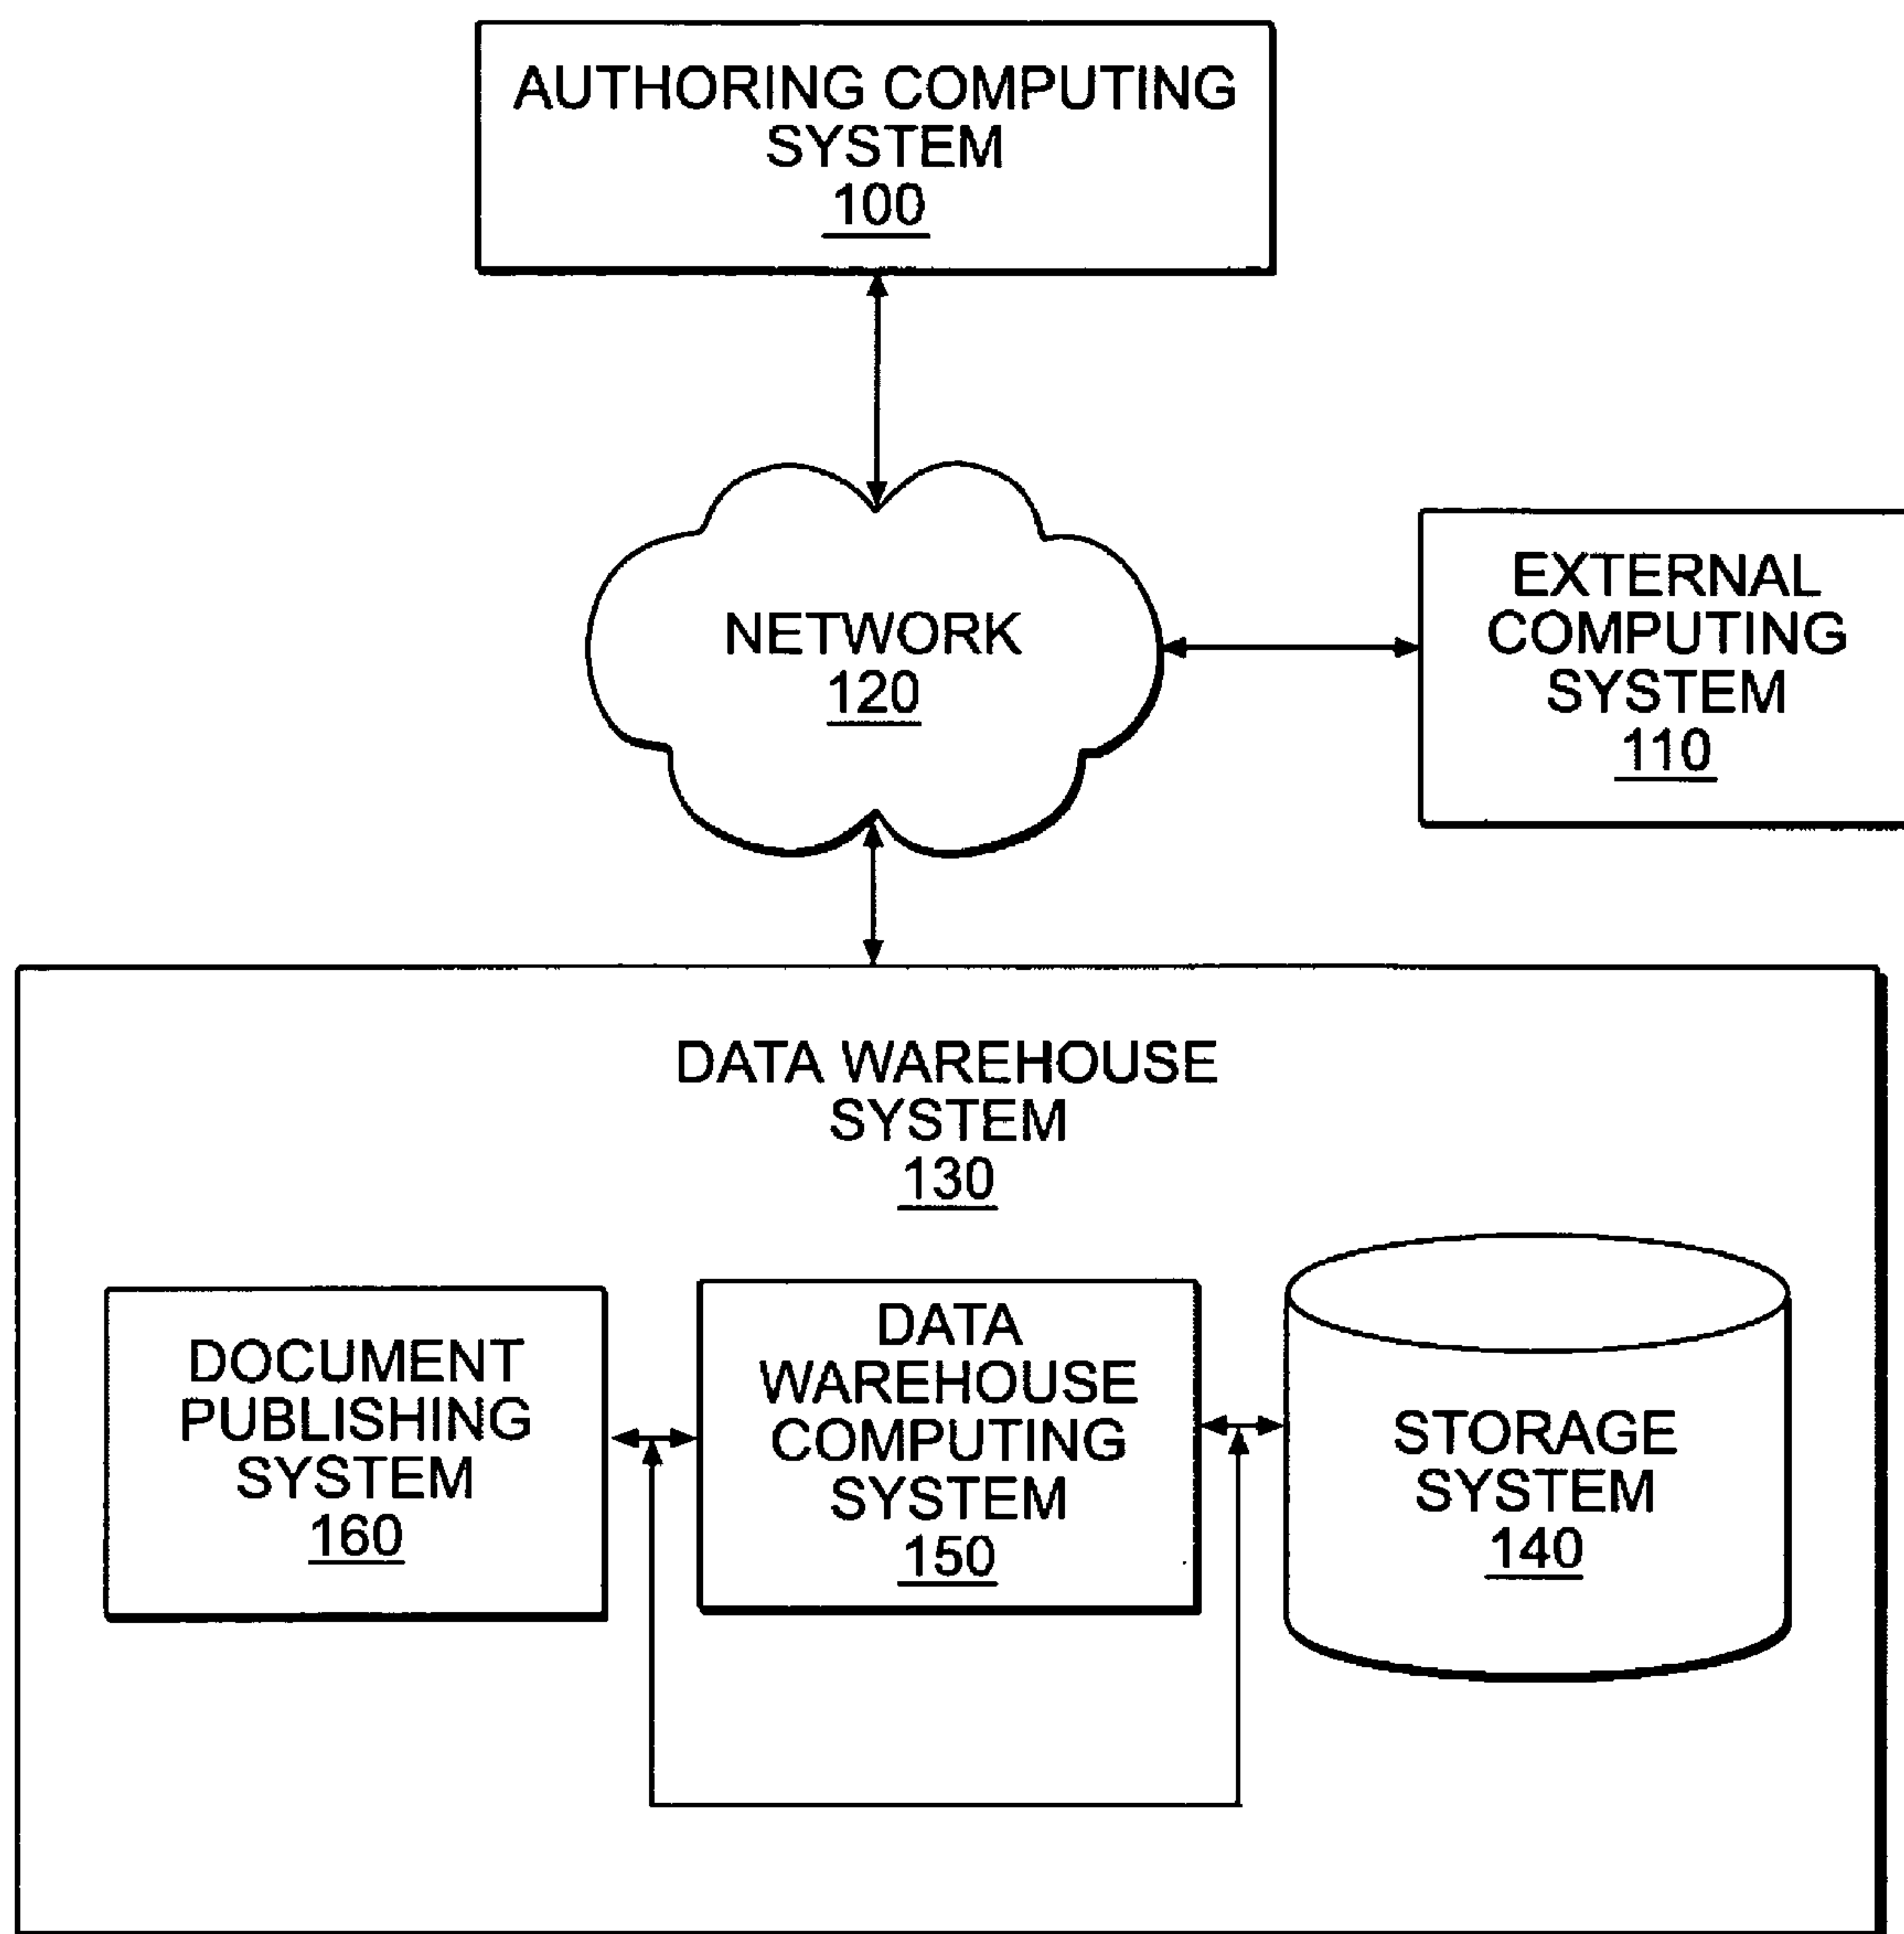 AUTHORING COMPUTING
SYSTEM
100
NETWORK
120
EXTERNAL
COMPUTING
SYSTEM
110
DATA WAREHOUSE
SYSTEM
130
DOCUMENT
PUBLISHING
SYSTEM
160
DATA
WAREHOUSE
COMPUTING
SYSTEM
150
STORAGE
SYSTEM
140